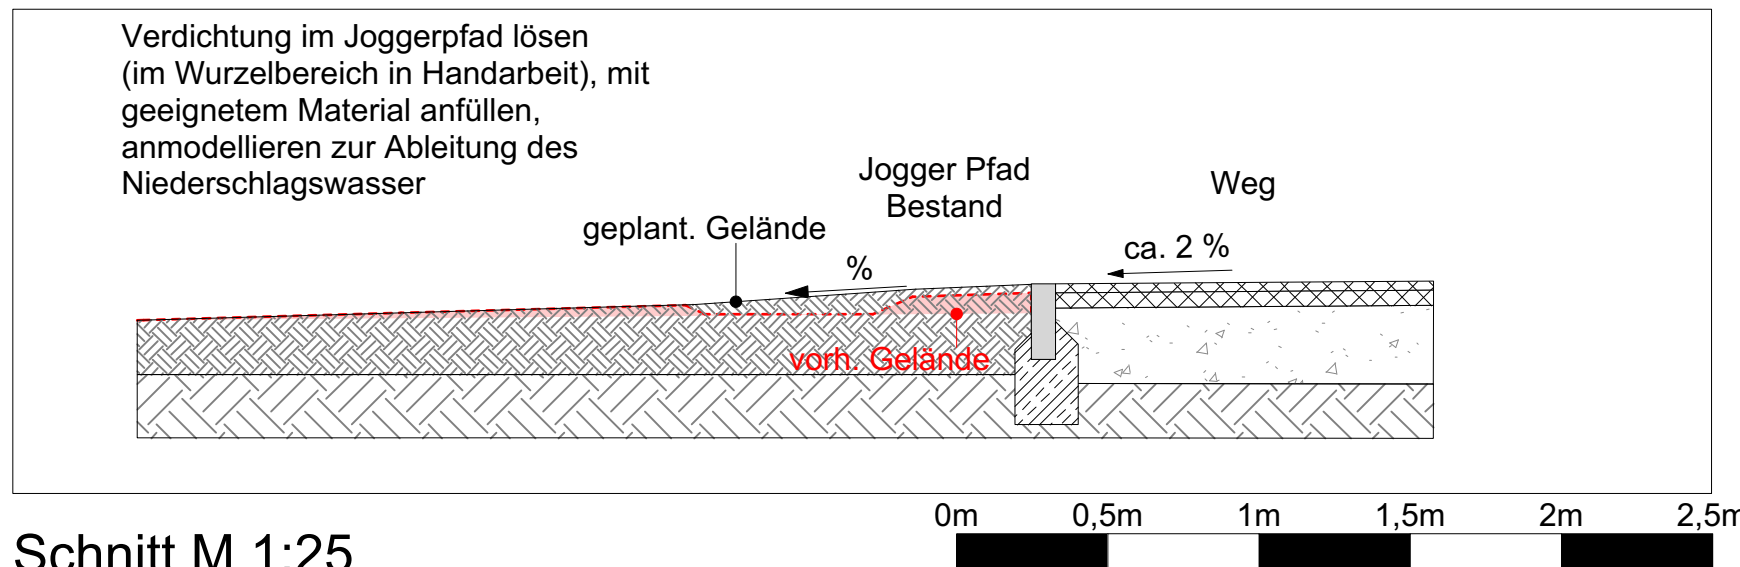 Verdichtung im Joggerpfad lösen
(im Wurzelbereich in Handarbeit), mit
geeignetem Material anfüllen,
anmodellieren zur Ableitung des
Niederschlagswasser
Jogger Pfad
Bestand
Weg
geplant. Gelände
%
ca. 2 %
vorh. Gelände
0m 0,5m 1m 1,5m 2m 2,5m
Schnitt M 1:25